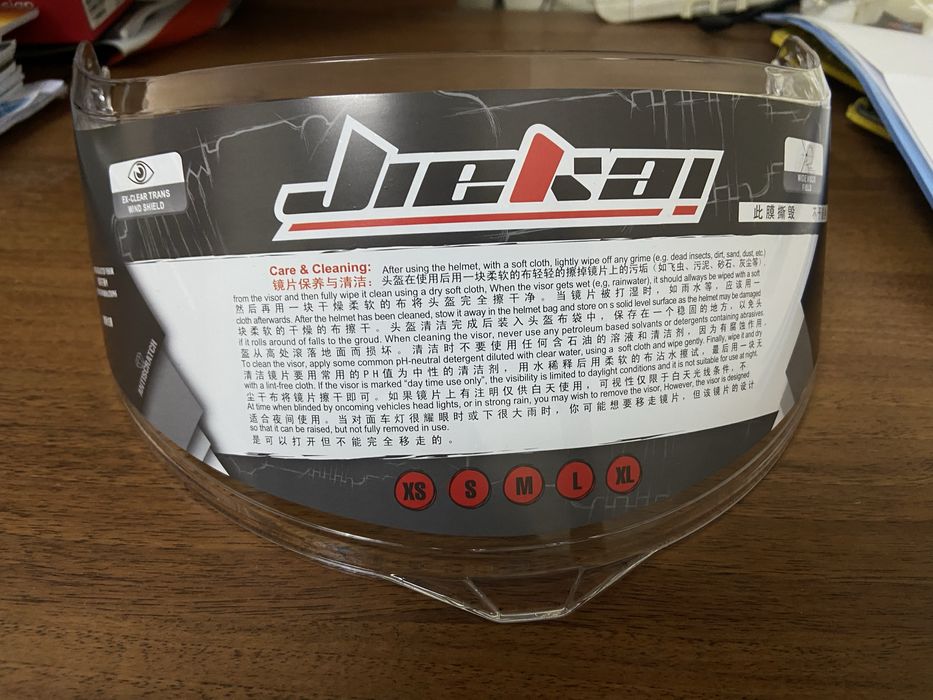 JieKai
EX-CLEAR TRANS
WIND SHIELD
WIDE VISION
FIELD
此膜撕毁
ANTISCRATCH
Care & Cleaning: After using the helmet, with a soft cloth, lightly wipe off any grime (e.g. dead insects, dirt, sand, dust, etc.)
镜片保养与清洁: 头盔在使用后用一块柔软的布轻轻的擦掉镜片上的污垢(如飞虫、污泥、砂石、灰尘等),
from the visor and then fully wipe it clean using a dry soft cloth, When the visor gets wet (e.g, rainwater), it should allways be wiped with a soft
然后再用一块干燥柔软的布将头盔完全擦干净。当镜片被打湿时,如雨水等,应该用一
cloth afterwards. After the helmet has been cleaned, stow it away in the helmet bag and store on s solid level surface as the helmet may be damaged.
块柔软的干燥的布擦干。头盔清洁完成后装入头盔布袋中,保存在一个稳固的地方,以免头
if it rolls around of falls to the groud. When cleaning the visor, never use any petroleum based solvants or detergents containing abrasives
盔从高处滚落地面而损坏。清洁时不要使用任何含石油的溶液和清洁剂,因为有腐蚀作用.
To clean the visor, apply some common pH-neutral detergent diluted with clear water, using a soft cloth and wipe gently. Finally, wipe it and dry
清洁镜片要用常用的PH值为中性的清洁剂,用水稀释后用柔软的布沾水擦试,最后用一块无
with a lint-free cloth. If the visor is marked “day time use only”, the visibility is limited to daylight conditions and it is not suitable for use at night,
尘干布将镜片擦干即可。如果镜片上有注明仅供白天使用,可视性仅限于白天光线条件,不
At time when blinded by oncoming vehicles head lights, or in strong rain, you may wish to remove the visor. However, the visor is designed
适合夜间使用。当对面车灯很耀眼时或下很大雨时,你可能想要移走镜片,但该镜片的设计
so that it can be raised, but not fully removed in use.
是可以打开但不能完全移走的。
XS S M L XL